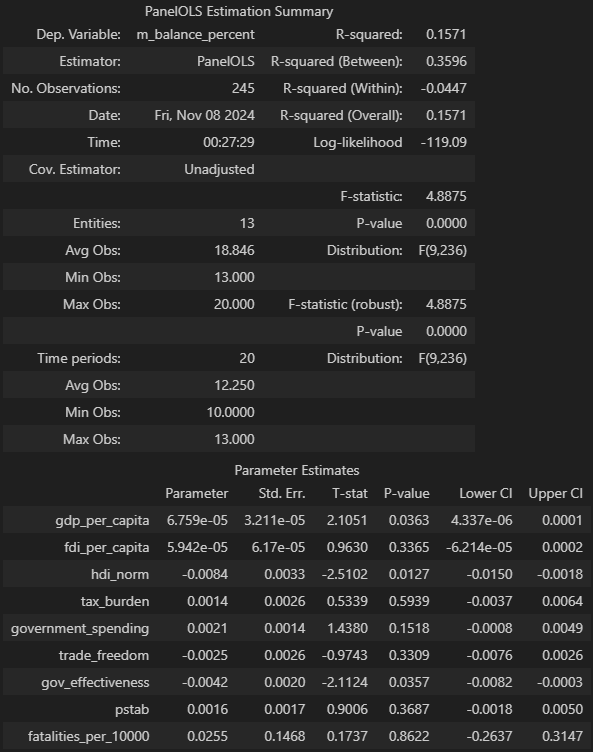 PanelOLS Estimation Summary
Dep. Variable: m_balance_percent R-squared: 0.1571
Estimator: PanelOLS R-squared (Between): 0.3596
No. Observations: 245 R-squared (Within): -0.0447
Date: Fri, Nov 08 2024 R-squared (Overall): 0.1571
Time: 00:27:29 Log-likelihood -119.09
Cov. Estimator: Unadjusted
F-statistic: 4.8875
Entities: 13 P-value 0.0000
Avg Obs: 18.846 Distribution: F(9,236)
Min Obs: 13.000
Max Obs: 20.000 F-statistic (robust): 4.8875
P-value 0.0000
Time periods: 20 Distribution: F(9,236)
Avg Obs: 12.250
Min Obs: 10.0000
Max Obs: 13.000
Parameter Estimates
Parameter Std. Err. T-stat P-value Lower CI Upper CI
gdp_per_capita 6.759e-05 3.211e-05 2.1051 0.0363 4.337e-06 0.0001
fdi_per_capita 5.942e-05 6.17e-05 0.9630 0.3365 -6.214e-05 0.0002
hdi_norm -0.0084 0.0033 -2.5102 0.0127 -0.0150 -0.0018
tax_burden 0.0014 0.0026 0.5339 0.5939 -0.0037 0.0064
government_spending 0.0021 0.0014 1.4380 0.1518 -0.0008 0.0049
trade_freedom -0.0025 0.0026 -0.9743 0.3309 -0.0076 0.0026
gov_effectiveness -0.0042 0.0020 -2.1124 0.0357 -0.0082 -0.0003
pstab 0.0016 0.0017 0.9006 0.3687 -0.0018 0.0050
fatalities_per_10000 0.0255 0.1468 0.1737 0.8622 -0.2637 0.3147